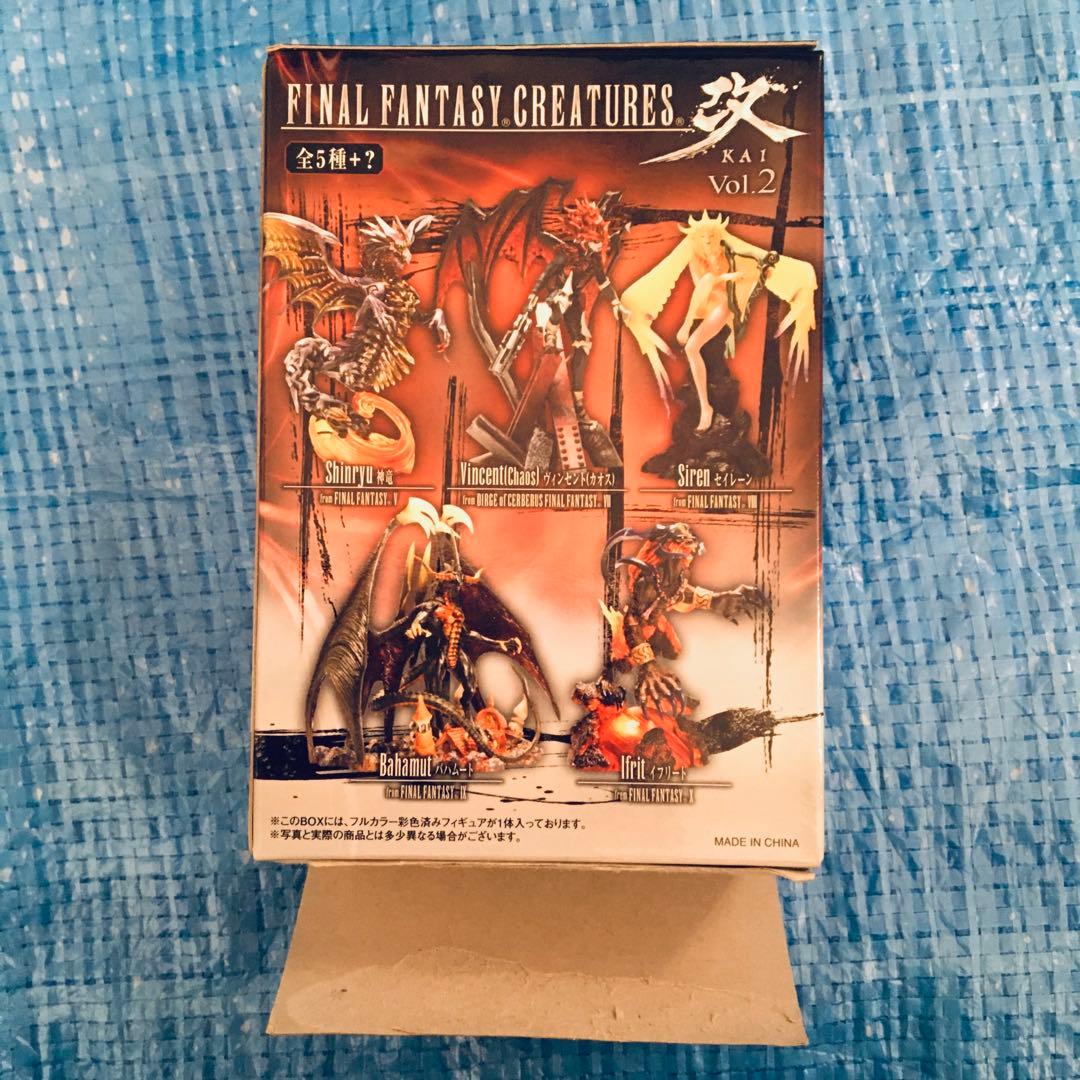 FINAL FANTASY® CREATURES® 改
KAI
Vol.2
全5種+?
Shinryu 神竜
from FINAL FANTASY® V
Vincent(Chaos) ヴィンセント(カオス)
from DIRGE of CERBERUS FINAL FANTASY® VII
Siren セイレーン
from FINAL FANTASY® VIII
Bahamut バハムート
from FINAL FANTASY® IX
Ifrit イフリート
from FINAL FANTASY® X
※このBOXには、フルカラー彩色済みフィギュアが1体入っております。
※写真と実際の商品とは多少異なる場合がございます。
MADE IN CHINA